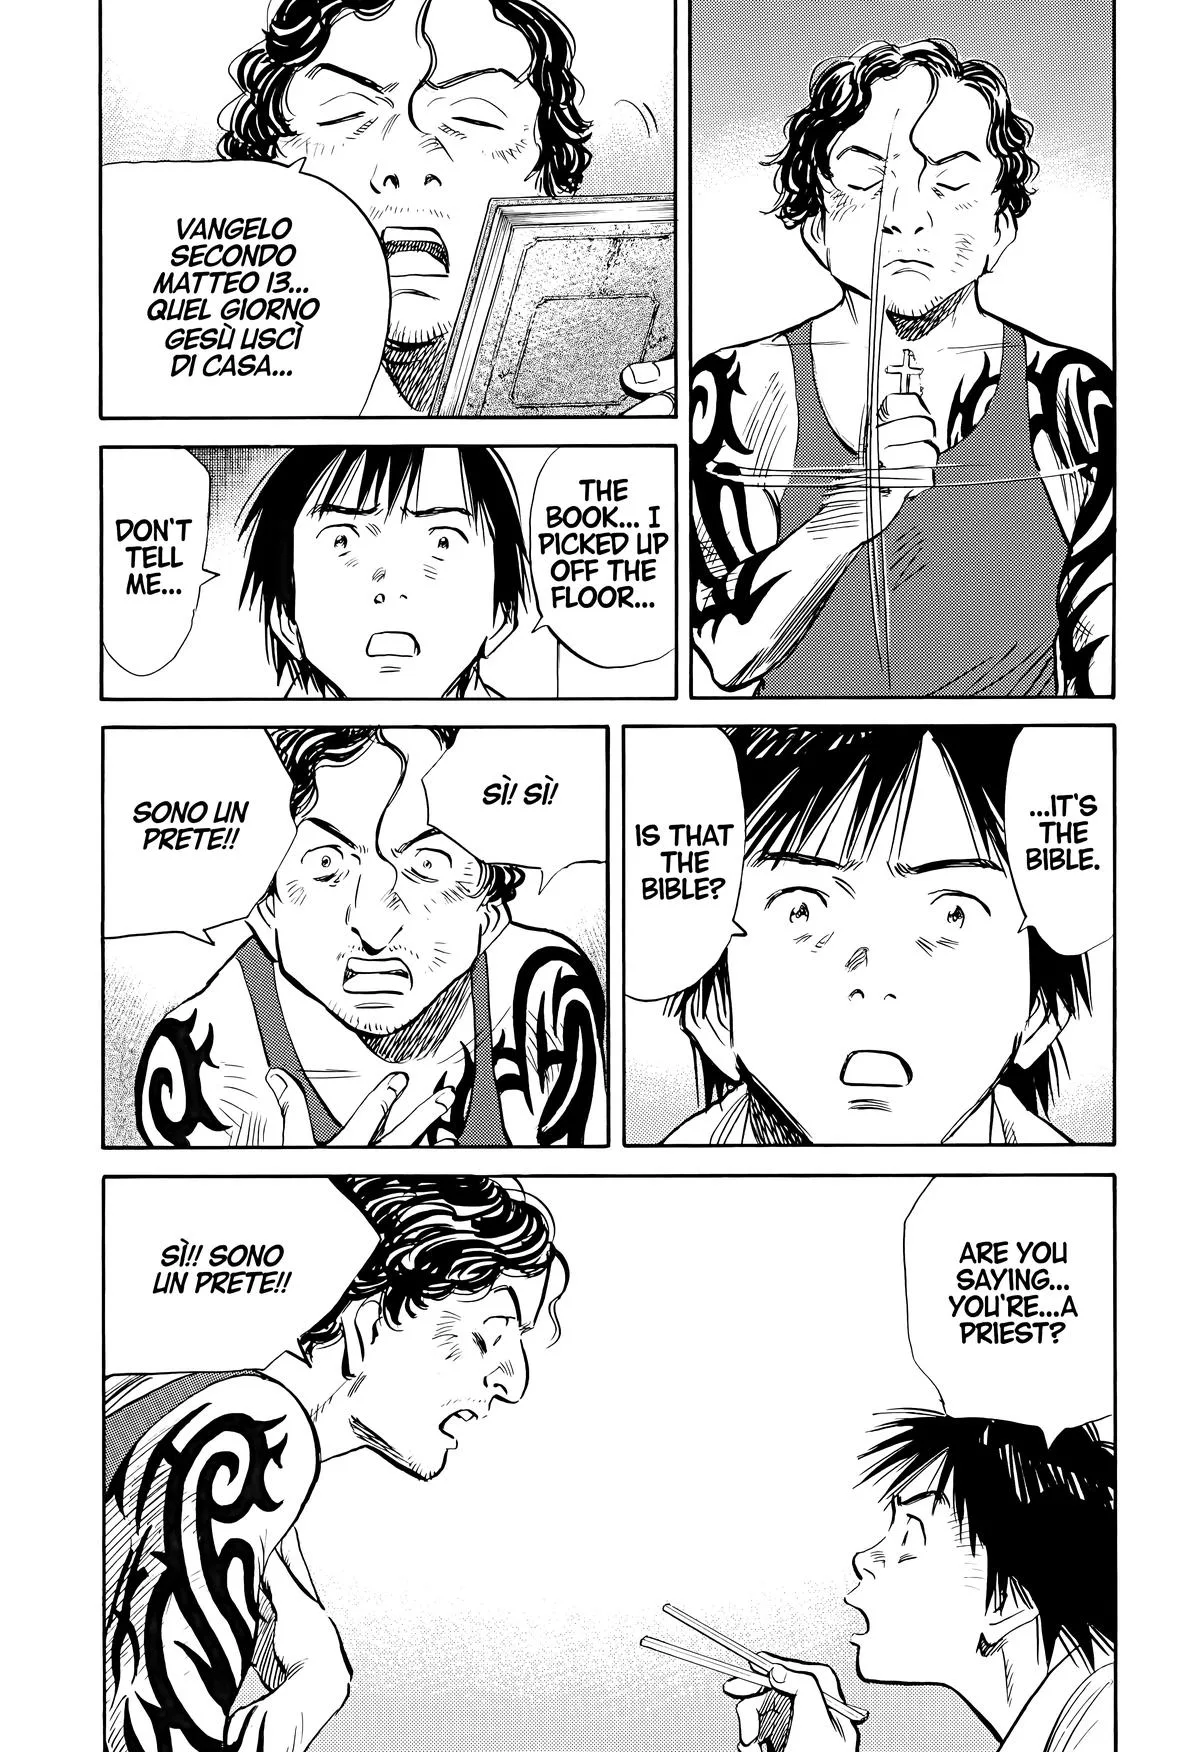 VANGELO
SECONDO
MATTEO 13...
QUEL GIORNO
GESÙ USCÌ
DI CASA...
THE
BOOK... I
PICKED UP
OFF THE
FLOOR...
DON'T
TELL
ME...
...IT'S
THE
BIBLE.
IS THAT
THE
BIBLE?
SÌ! SÌ!
SONO UN
PRETE!!
ARE YOU
SAYING...
YOU'RE...A
PRIEST?
SÌ!! SONO
UN PRETE!!